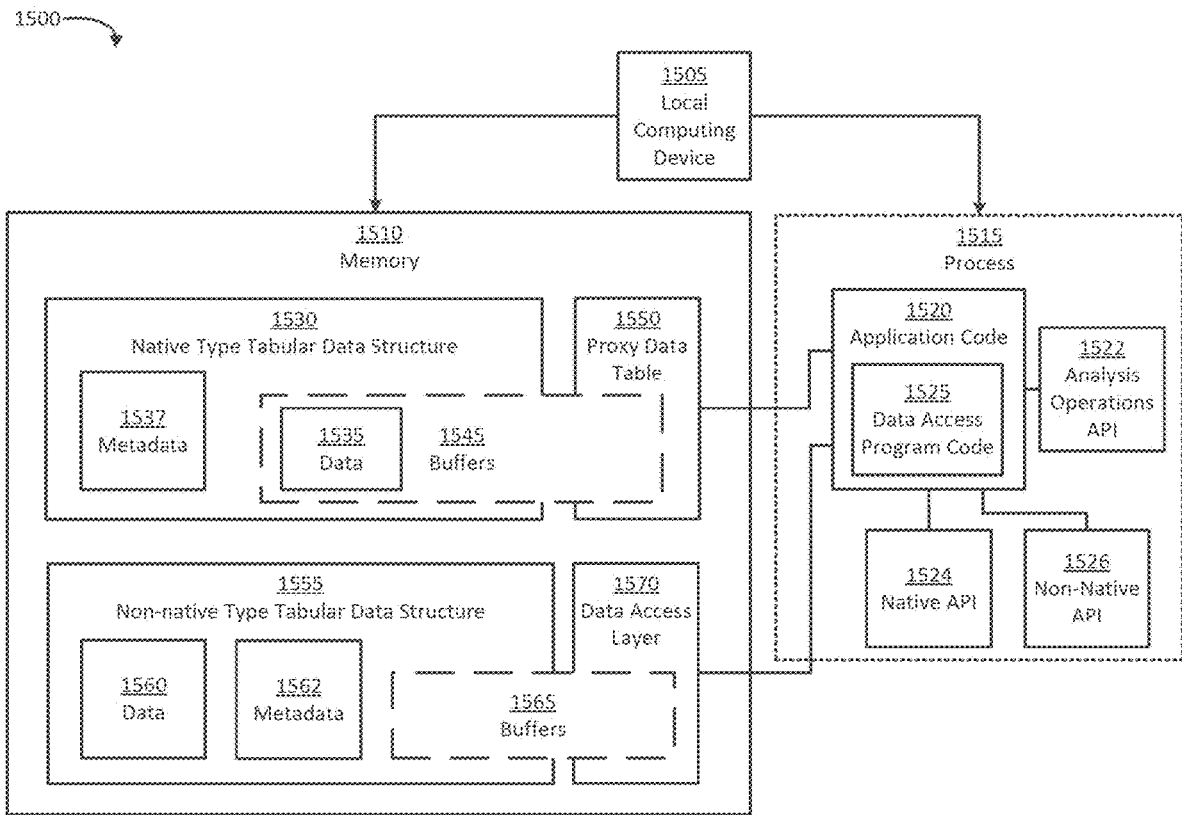 1500
1505
Local
Computing
Device
1510
Memory
1530
Native Type Tabular Data Structure
1537
Metadata
1535
Data
1545
Buffers
1550
Proxy Data
Table
1555
Non-native Type Tabular Data Structure
1560
Data
1562
Metadata
1565
Buffers
1570
Data Access
Layer
1515
Process
1520
Application Code
1525
Data Access
Program Code
1522
Analysis
Operations
API
1524
Native API
1526
Non-Native
API